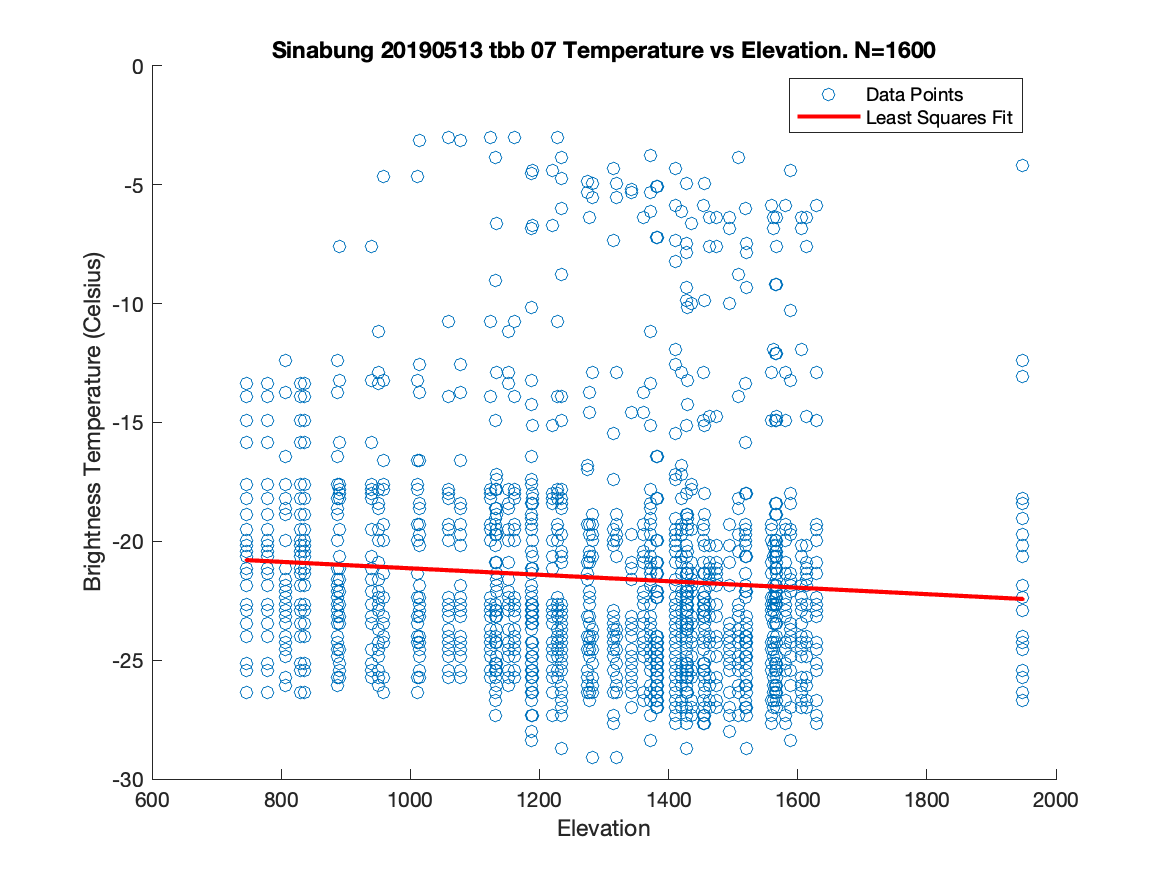 Sinabung 20190513 tbb 07 Temperature vs Elevation. N=1600
Data Points
Least Squares Fit
0
-5
-10
-15
-20
-25
-30
Brightness Temperature (Celsius)
600 800 1000 1200 1400 1600 1800 2000
Elevation